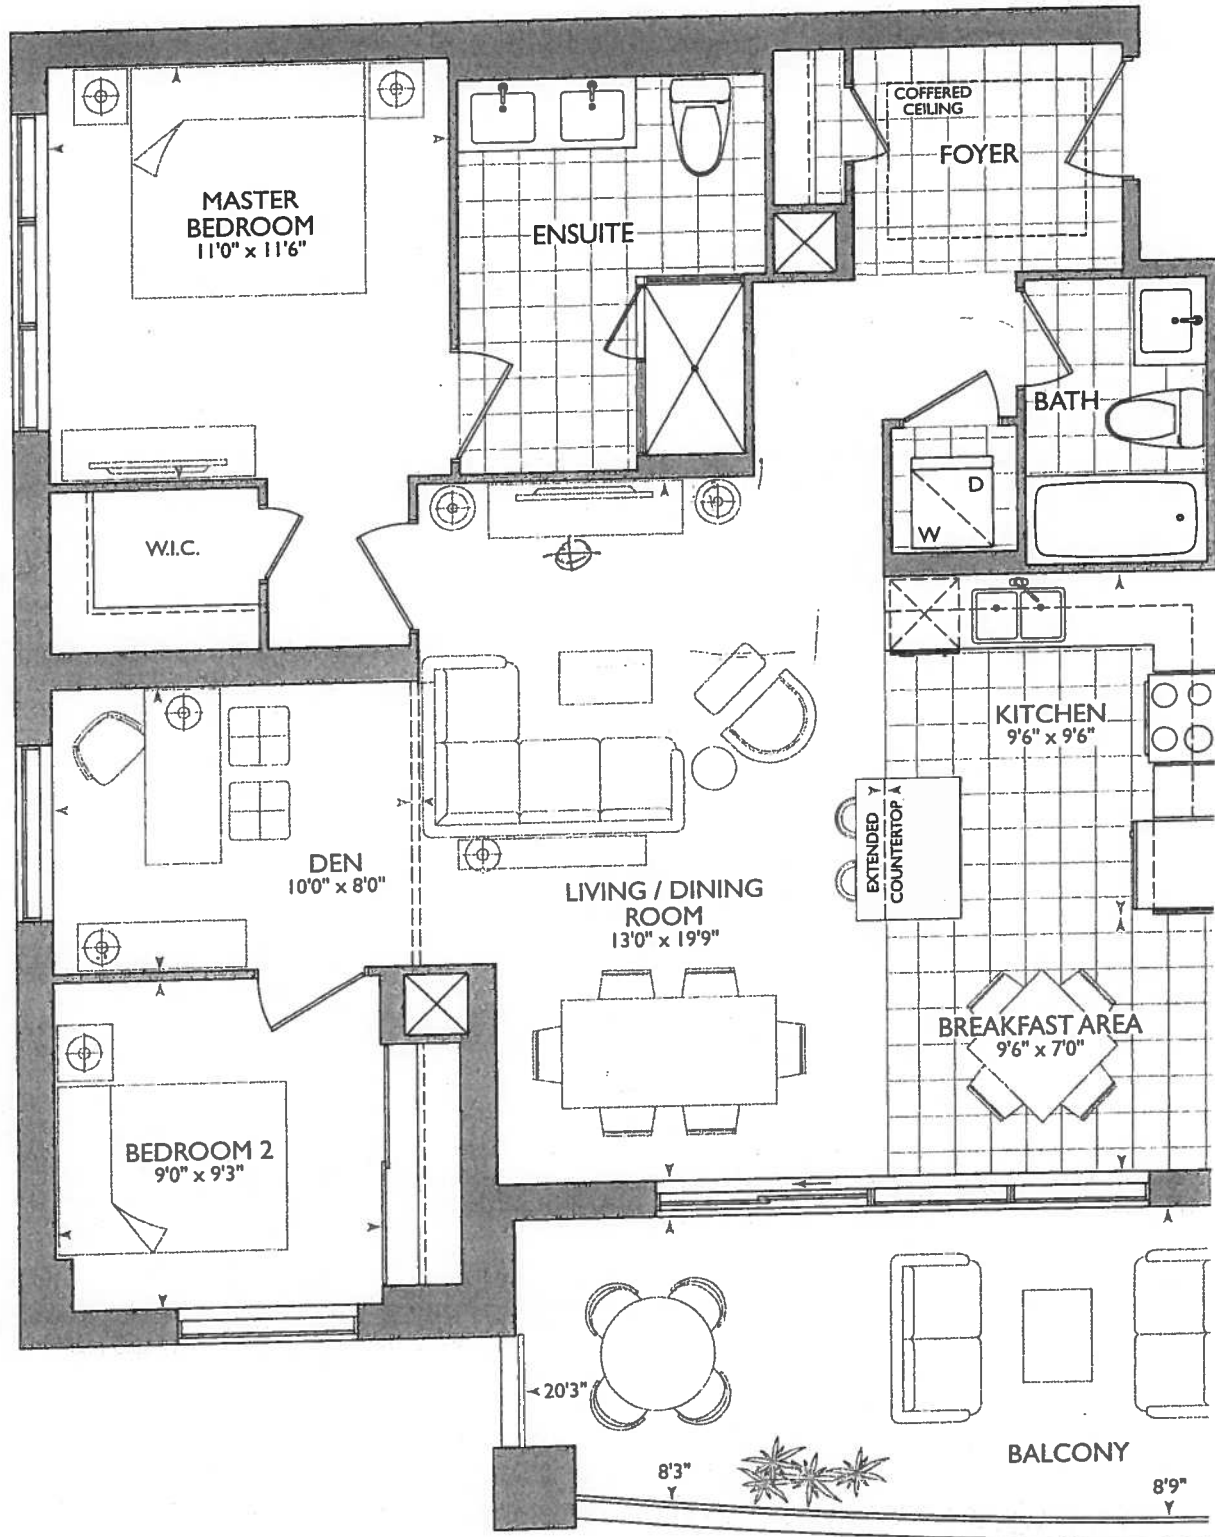 COFFERED
CEILING
FOYER
MASTER
BEDROOM
11'0" x 11'6"
ENSUITE
BATH
D
W
W.I.C.
KITCHEN
9'6" x 9'6"
EXTENDED
COUNTERTOP
DEN
10'0" x 8'0"
LIVING / DINING
ROOM
13'0" x 19'9"
BREAKFAST AREA
9'6" x 7'0"
BEDROOM 2
9'0" x 9'3"
20'3"
BALCONY
8'3"
8'9"